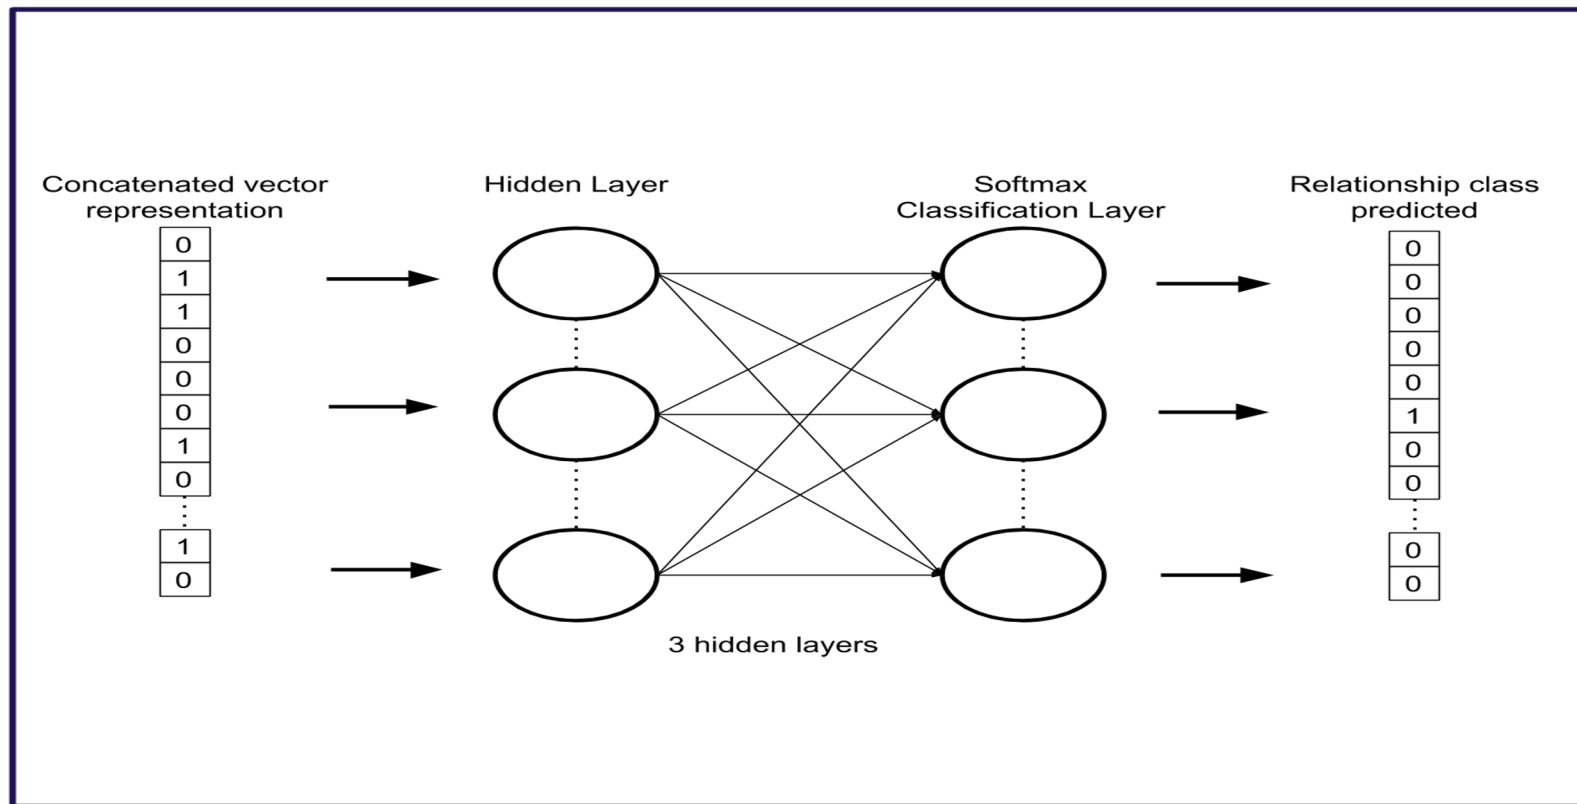 Concatenated vector
representation
0
1
1
0
0
0
1
0
1
0
Hidden Layer
3 hidden layers
Softmax
Classification Layer
Relationship class
predicted
0
0
0
0
0
1
0
0
0
0